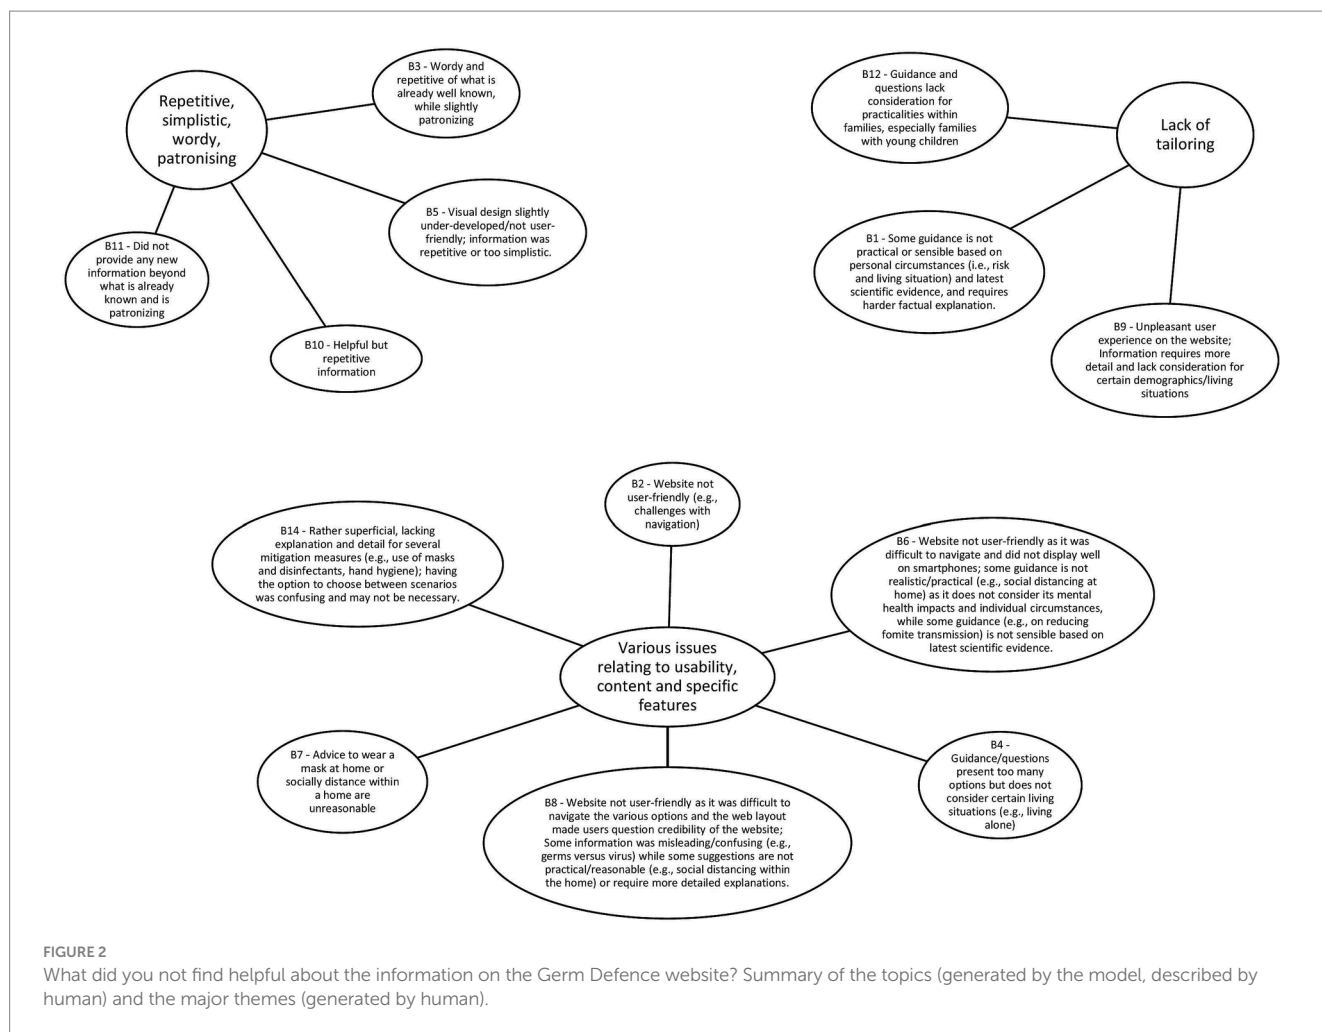 Repetitive,
simplistic,
wordy,
patronising
B3 - Wordy and
repetitive of what is
already well known,
while slightly
patronizing
B5 - Visual design slightly
under-developed/not user-
friendly; information was
repetitive or too simplistic.
B11 - Did not
provide any new
information beyond
what is already
known and is
patronizing
B10 - Helpful but
repetitive
information
B12 - Guidance and
questions lack
consideration for
practicalities within
families, especially families
with young children
Lack of
tailoring
B1 - Some guidance is not
practical or sensible based on
personal circumstances (i.e., risk
and living situation) and latest
scientific evidence, and requires
harder factual explanation.
B9 - Unpleasant user
experience on the website;
Information requires more
detail and lack consideration for
certain demographics/living
situations
B2 - Website not
user-friendly (e.g.,
challenges with
navigation)
B14 – Rather superficial, lacking
explanation and detail for several
mitigation measures (e.g., use of masks
and disinfectants, hand hygiene); having
the option to choose between scenarios
was confusing and may not be necessary.
B6 - Website not user-friendly as it was
difficult to navigate and did not display well
on smartphones; some guidance is not
realistic/practical (e.g., social distancing at
home) as it does not consider its mental
health impacts and individual circumstances,
while some guidance (e.g., on reducing
fomite transmission) is not sensible based on
latest scientific evidence.
Various issues
relating to usability,
content and specific
features
B7 - Advice to wear a
mask at home or
socially distance within
a home are
unreasonable
B8 - Website not user-friendly as it was difficult to
navigate the various options and the web layout
made users question credibility of the website;
Some information was misleading/confusing (e.g.,
germs versus virus) while some suggestions are not
practical/reasonable (e.g., social distancing within
the home) or require more detailed explanations.
B4 -
Guidance/questions
present too many
options but does not
consider certain living
situations (e.g., living
alone)
FIGURE 2
What did you not find helpful about the information on the Germ Defence website? Summary of the topics (generated by the model, described by
human) and the major themes (generated by human).